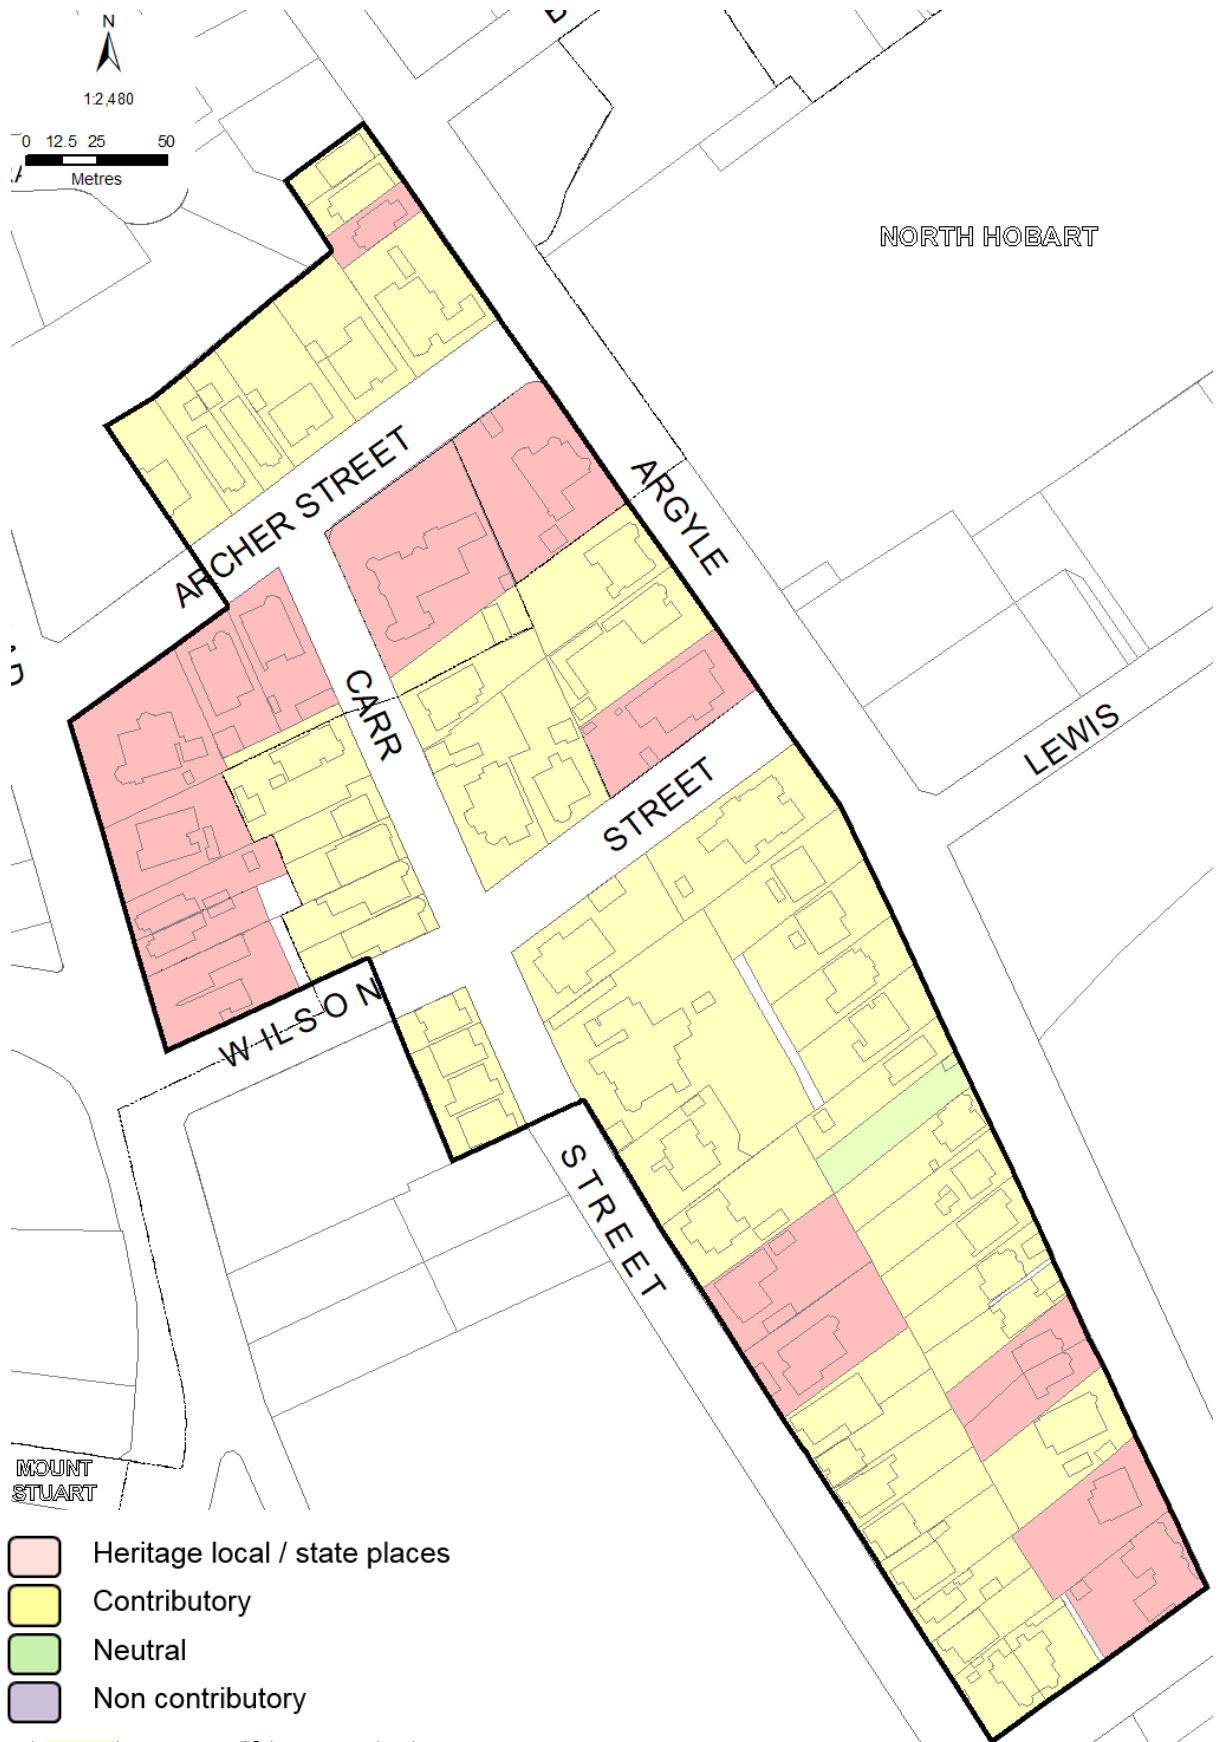 N
1:2,480
0 12.5 25 50
Metres
NORTH HOBART
ARCHER STREET
ARGYLE
CARR
STREET
LEWIS
WILSON
STREET
MOUNT
STUART
Heritage local / state places
Contributory
Neutral
Non contributory